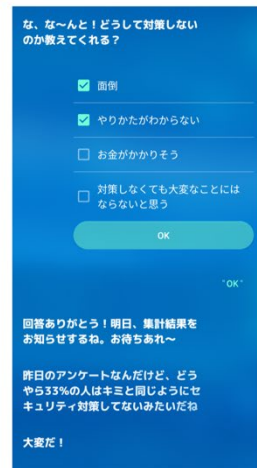 な、な〜んと！どうして対策しない
のか教えてくれる？
面倒
やりかたがわからない
お金がかかりそう
対策しなくても大変なことには
ならないと思う
OK
"OK"
回答ありがとう！明日、集計結果を
お知らせするね。お待ちあれ〜
昨日のアンケートなんだけど、どう
やら33%の人はキミと同じようにセ
キュリティ対策してないみたいだね
大変だ！